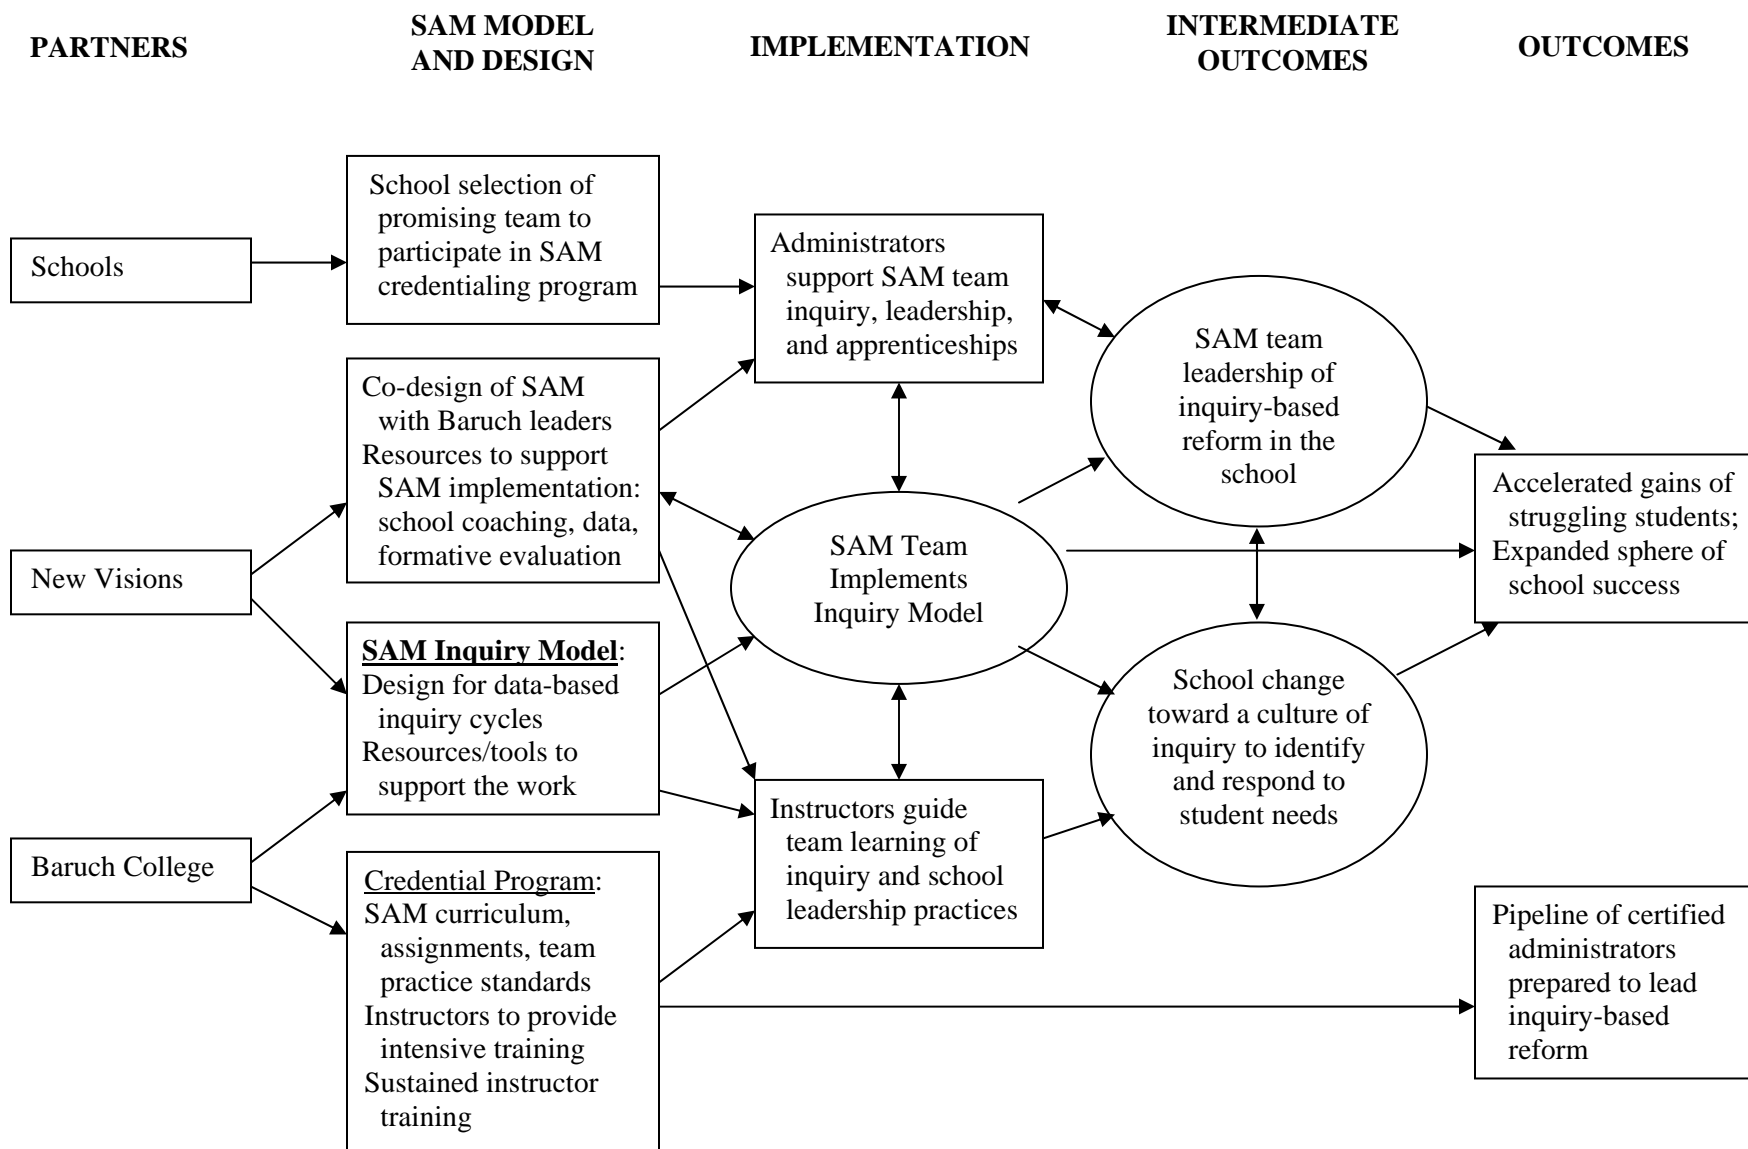 PARTNERS
SAM MODEL
AND DESIGN
IMPLEMENTATION
INTERMEDIATE
OUTCOMES
OUTCOMES
Schools
New Visions
Baruch College
School selection of
promising team to
participate in SAM
credentialing program
Co-design of SAM
with Baruch leaders
Resources to support
SAM implementation:
school coaching, data,
formative evaluation
SAM Inquiry Model:
Design for data-based
inquiry cycles
Resources/tools to
support the work
Credential Program:
SAM curriculum,
assignments, team
practice standards
Instructors to provide
intensive training
Sustained instructor
training
Administrators
support SAM team
inquiry, leadership,
and apprenticeships
SAM Team
Implements
Inquiry Model
Instructors guide
team learning of
inquiry and school
leadership practices
SAM team
leadership of
inquiry-based
reform in the
school
School change
toward a culture of
inquiry to identify
and respond to
student needs
Accelerated gains of
struggling students;
Expanded sphere of
school success
Pipeline of certified
administrators
prepared to lead
inquiry-based
reform